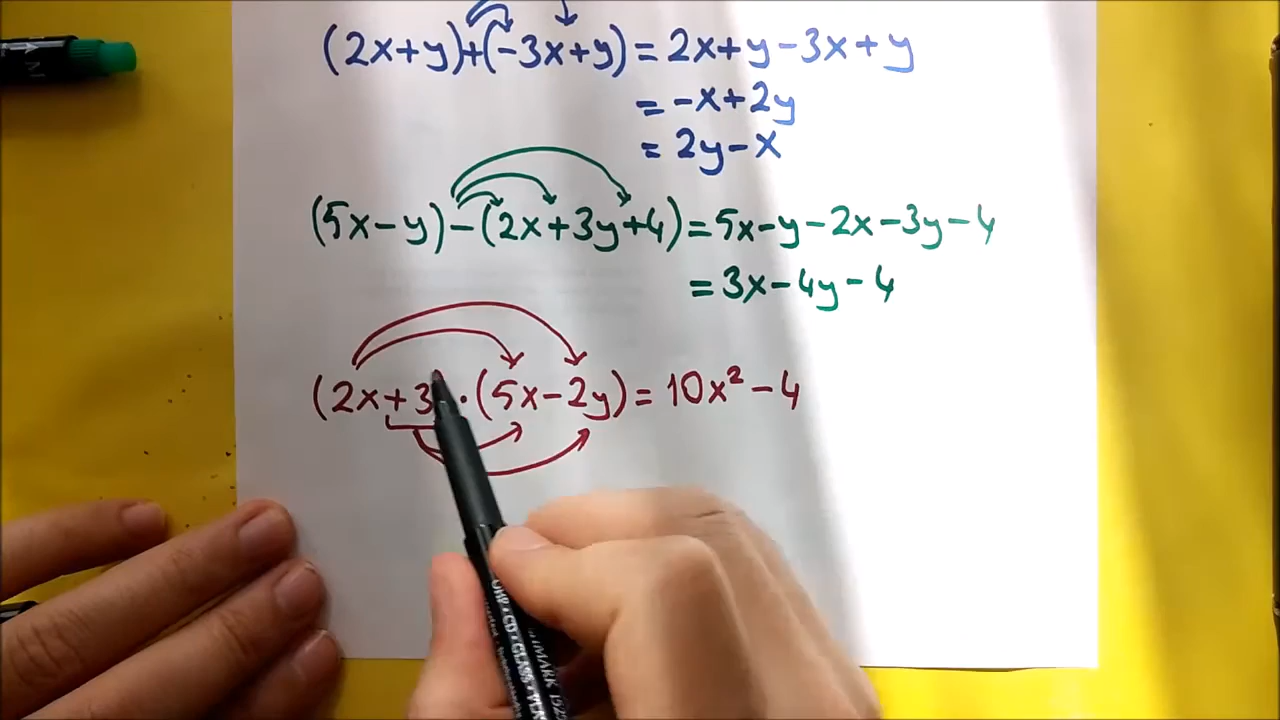 (2x+y)+(-3x+y) = 2x+y-3x+y
= -x+2y
= 2y-x
(5x-y)-(2x+3y+4) = 5x-y-2x-3y-4
= 3x-4y-4
(2x+3)·(5x-2y) = 10x² - 4